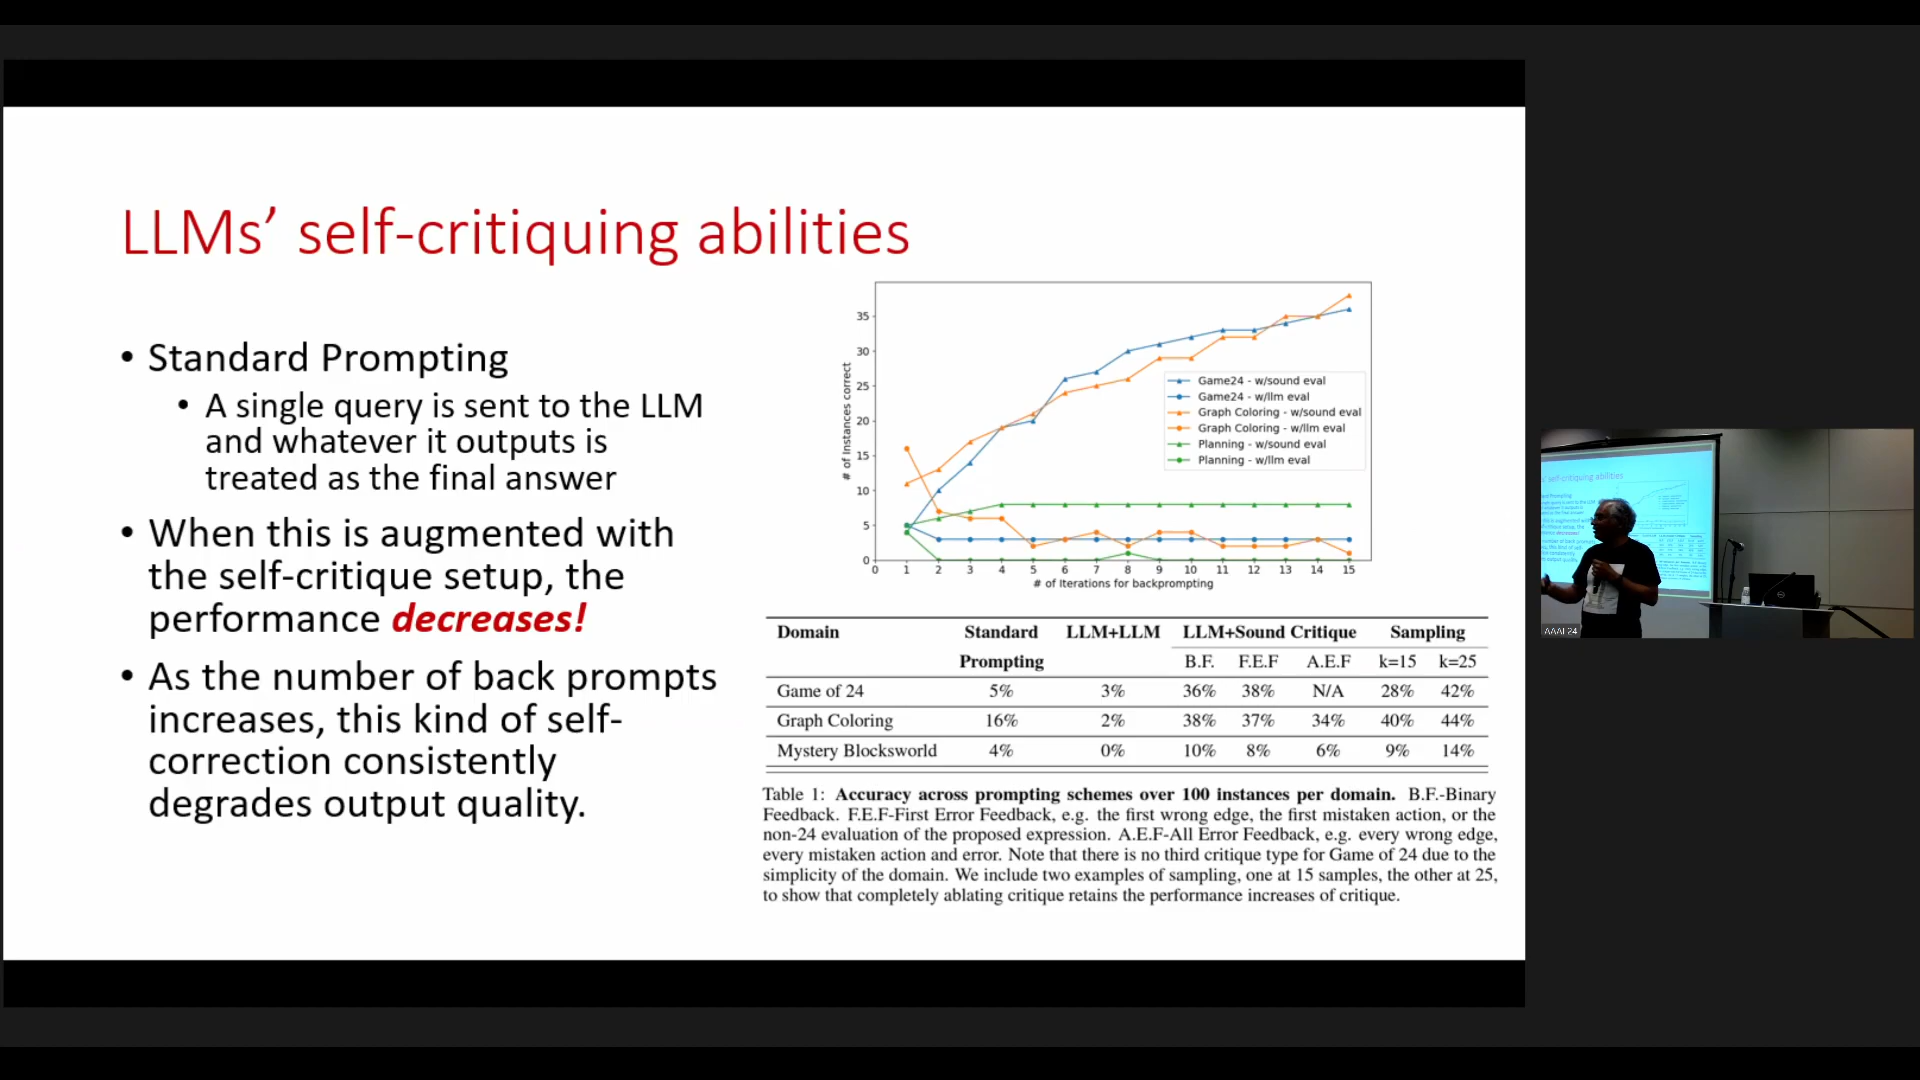 LLMs' self-critiquing abilities
• Standard Prompting
• A single query is sent to the LLM
and whatever it outputs is
treated as the final answer
• When this is augmented with
the self-critique setup, the
performance decreases!
• As the number of back prompts
increases, this kind of self-
correction consistently
degrades output quality.
# of Instances correct
35
30
25
20
15
10
5
0
0 1 2 3 4 5 6 7 8 9 10 11 12 13 14 15
# of Iterations for backprompting
Game24 - w/sound eval
Game24 - w/llm eval
Graph Coloring - w/sound eval
Graph Coloring - w/llm eval
Planning - w/sound eval
Planning - w/llm eval
Domain Standard LLM+LLM LLM+Sound Critique Sampling
Prompting B.F. F.E.F A.E.F k=15 k=25
Game of 24 5% 3% 36% 38% N/A 28% 42%
Graph Coloring 16% 2% 38% 37% 34% 40% 44%
Mystery Blocksworld 4% 0% 10% 8% 6% 9% 14%
Table 1: Accuracy across prompting schemes over 100 instances per domain. B.F.-Binary
Feedback. F.E.F-First Error Feedback, e.g. the first wrong edge, the first mistaken action, or the
non-24 evaluation of the proposed expression. A.E.F-All Error Feedback, e.g. every wrong edge,
every mistaken action and error. Note that there is no third critique type for Game of 24 due to the
simplicity of the domain. We include two examples of sampling, one at 15 samples, the other at 25,
to show that completely ablating critique retains the performance increases of critique.
self-critiquing abilities
AAAI 24